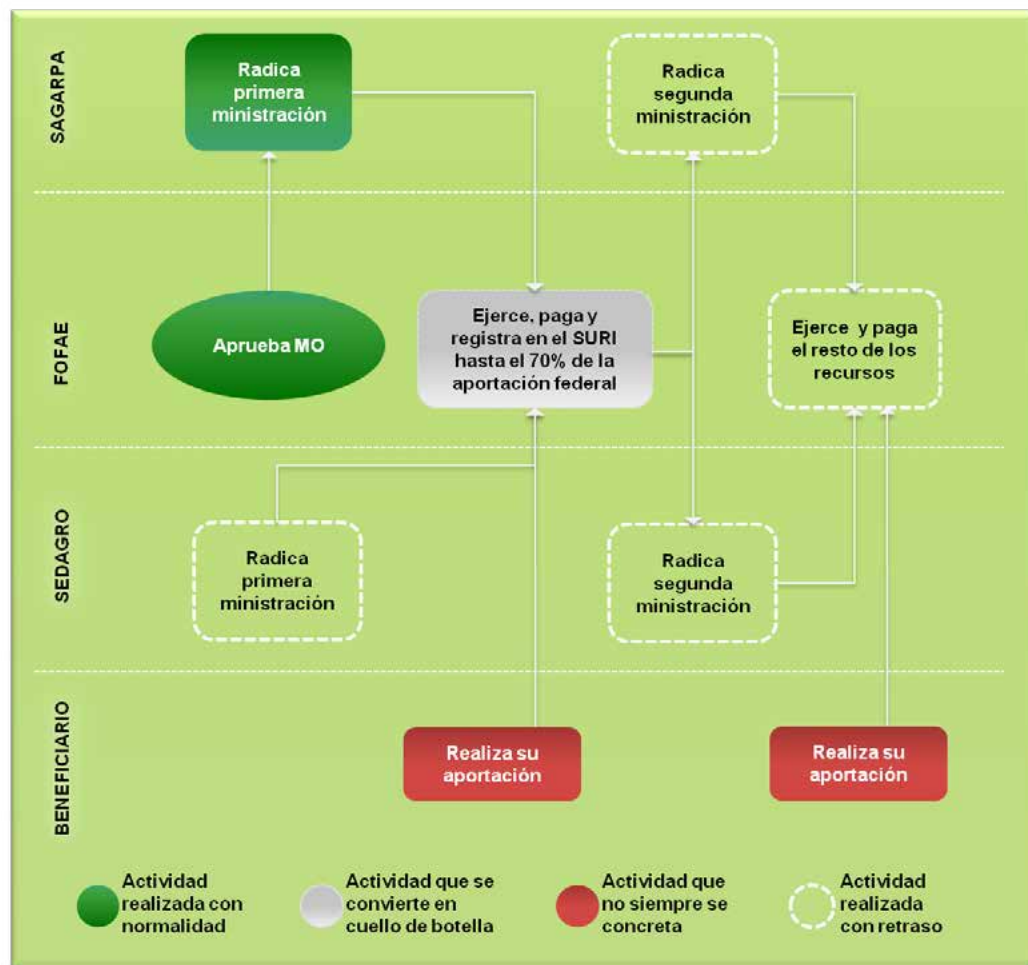 SAGARPA
Radica
primera
ministración
Radica
segunda
ministración
FOFAE
Aprueba MO
Ejerce, paga y
registra en el SURI
hasta el 70% de la
aportación federal
Ejerce y paga
el resto de los
recursos
SEDAGRO
Radica
primera
ministración
Radica
segunda
ministración
BENEFICIARIO
Realiza su
aportación
Realiza su
aportación
Actividad
realizada con
normalidad
Actividad que se
convierte en
cuello de botella
Actividad que
no siempre se
concreta
Actividad
realizada
con retraso